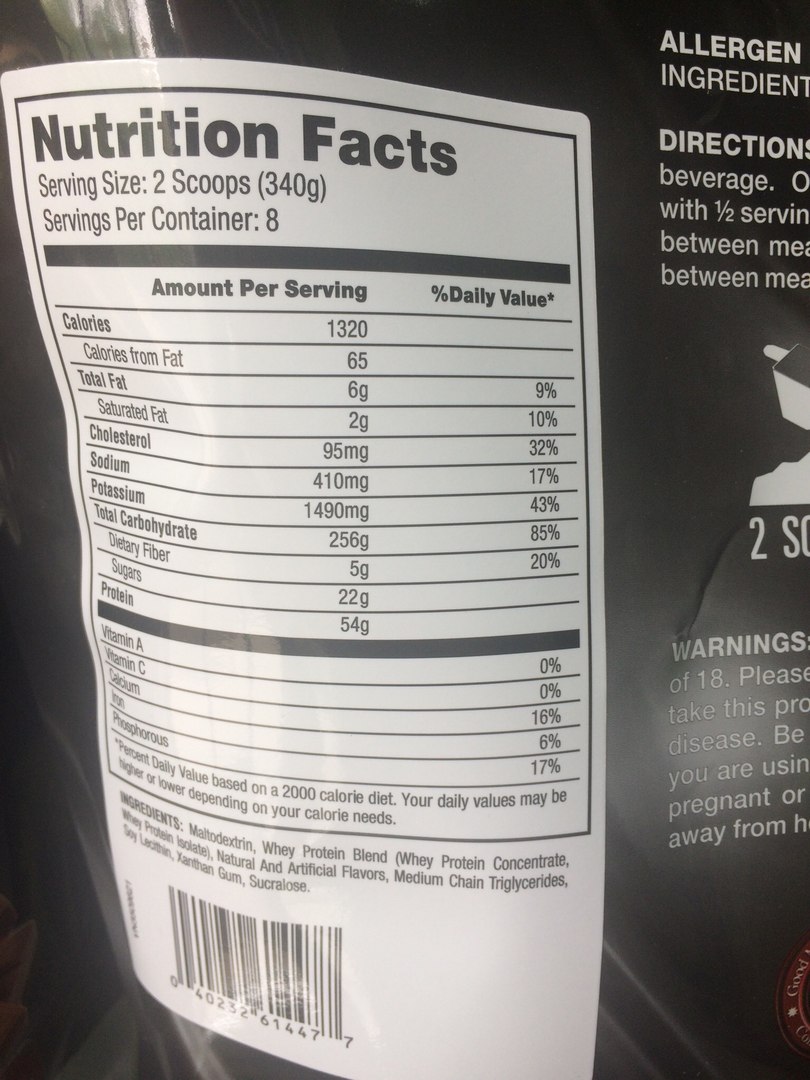 Nutrition Facts
Serving Size: 2 Scoops (340g)
Servings Per Container: 8
Amount Per Serving %Daily Value*
Calories 1320
Calories from Fat 65
Total Fat 6g 9%
Saturated Fat 2g 10%
Cholesterol 95mg 32%
Sodium 410mg 17%
Potassium 1490mg 43%
Total Carbohydrate 256g 85%
Dietary Fiber 5g 20%
Sugars 22g
Protein 54g
Vitamin A 0%
Vitamin C 0%
Calcium 16%
Iron 6%
Phosphorous 17%
*Percent Daily Value based on a 2000 calorie diet. Your daily values may be
higher or lower depending on your calorie needs.
INGREDIENTS: Maltodextrin, Whey Protein Blend (Whey Protein Concentrate,
Whey Protein Isolate), Natural And Artificial Flavors, Medium Chain Triglycerides,
Soy Lecithin, Xanthan Gum, Sucralose.
0 40232 61447 7
ALLERGEN
INGREDIENT
DIRECTIONS
beverage. O
with ½ servin
between mea
between mea
2 SC
WARNINGS:
of 18. Please
take this pro
disease. Be
you are usin
pregnant or
away from he
Good